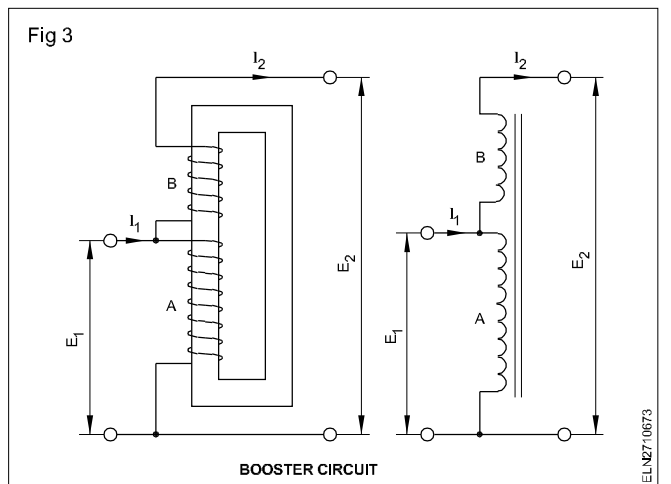 Fig 3
I2
I2
B
B
I1
I1
E2
E2
A
A
E1
E1
BOOSTER CIRCUIT
ELN2710673